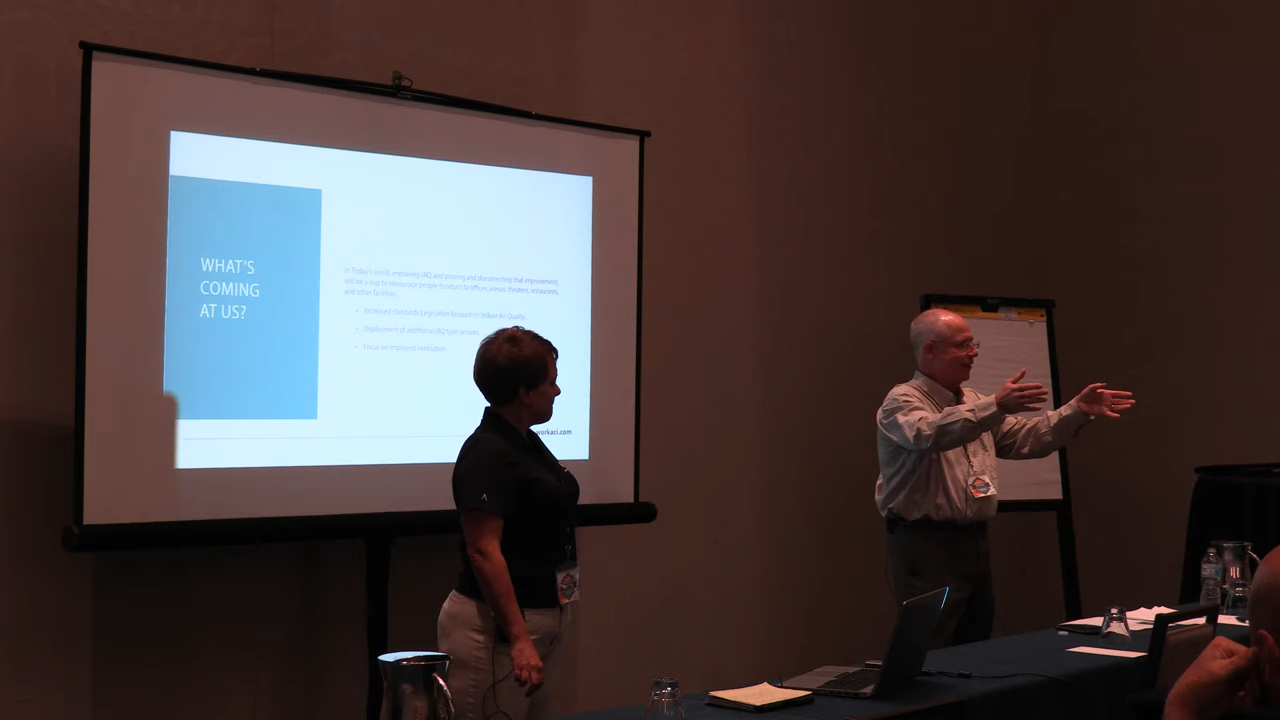 WHAT'S
COMING
AT US?
In Today's world, improving IAQ and proving and documenting that improvement,
will be a way to encourage people to return to offices, arenas, theaters, restaurants,
and other facilities.
• Increased standards/Legislation focused on Indoor Air Quality.
• Deployment of additional IAQ type sensors.
• Focus on improved ventilation.
workaci.com